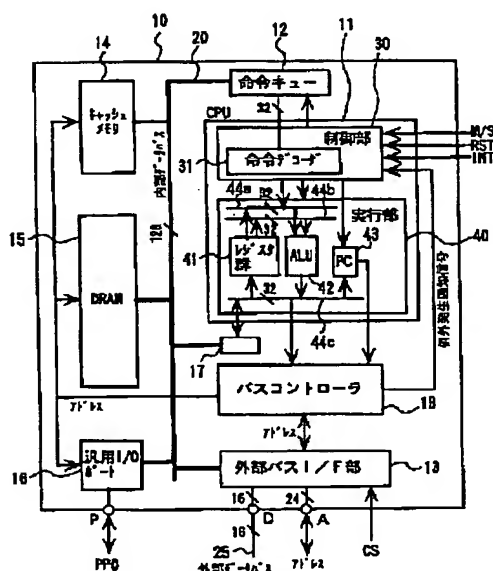 10
14
20
12
11
30
命令キュー
キャッシュ
メモリ
32
CPU
制御部
M/S
RST
INT
31
命令デコーダ
内部データバス
44a
32
44b
実行部
15
128
32
43
40
41
レジスタ
群
ALU
PC
DRAM
32
42
例外発生因数信号
44c
17
バスコントローラ
18
アドレス
アドレス
汎用I/O
ポート
16
外部バスI/F部
13
16
24
P
D
A
16
PPO
25
外部データバス
アドレス
CS